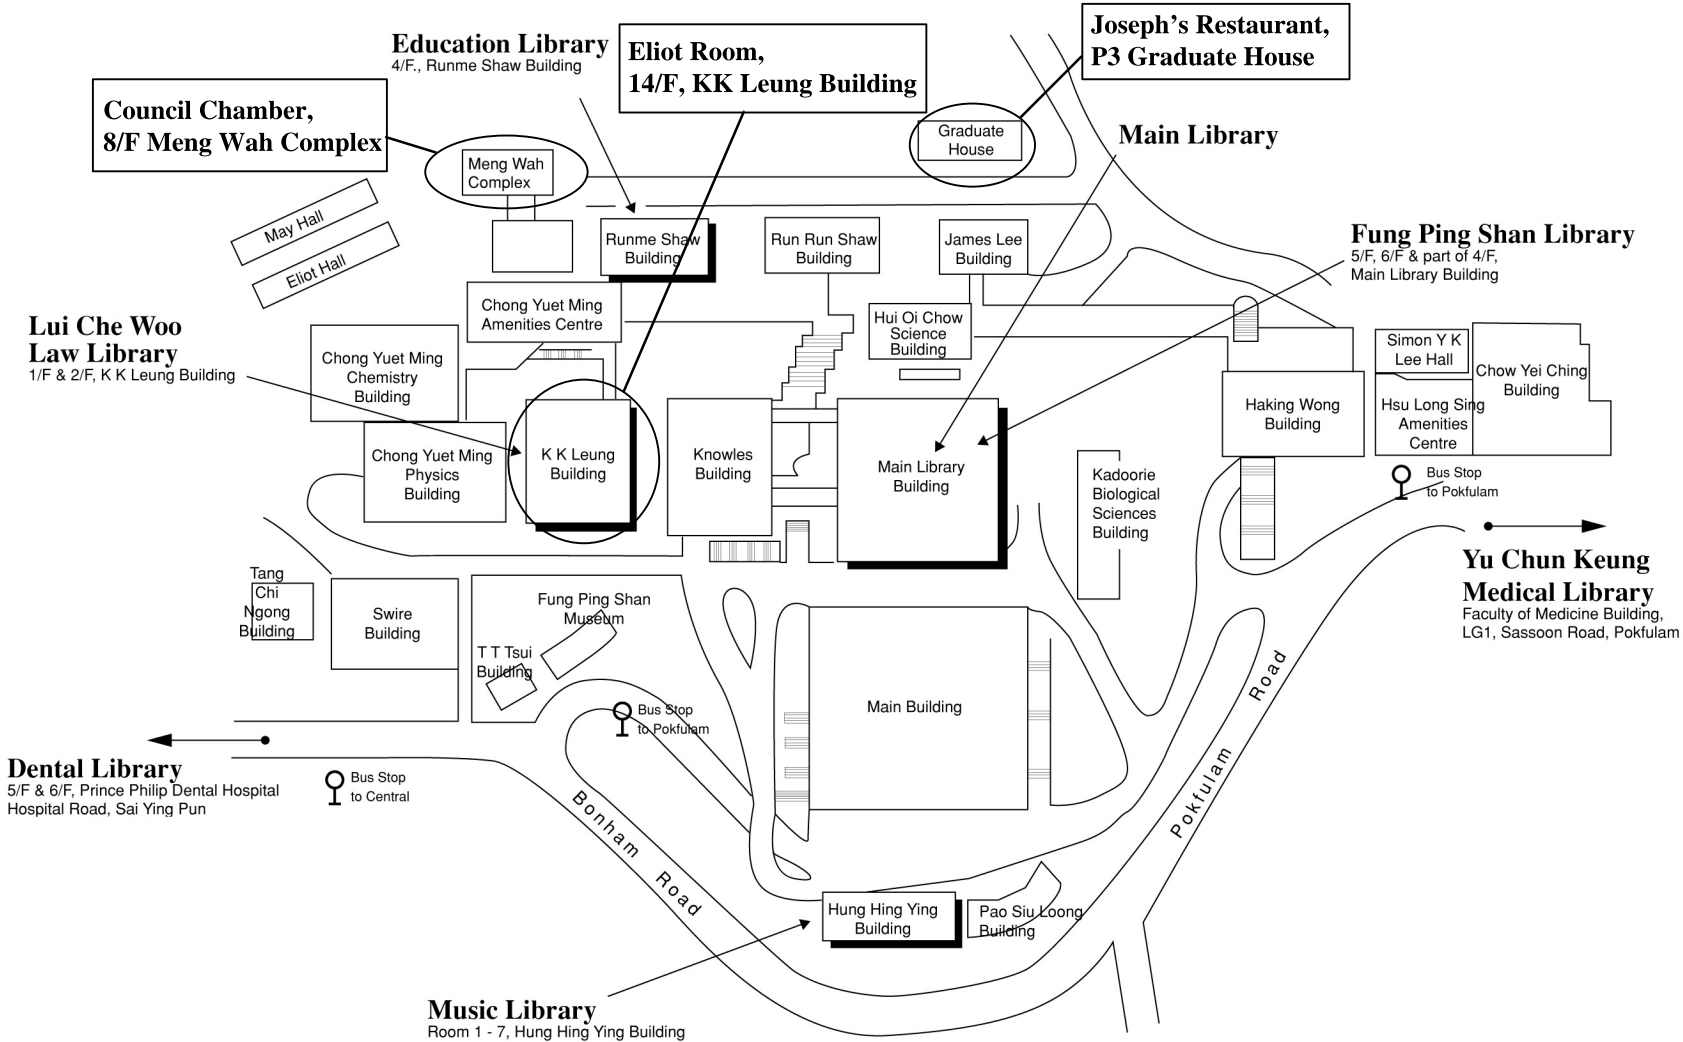 Joseph's Restaurant,
P3 Graduate House
Education Library
4/F., Runme Shaw Building
Eliot Room,
14/F, KK Leung Building
Council Chamber,
8/F Meng Wah Complex
Graduate
House
Main Library
Meng Wah
Complex
May Hall
Eliot Hall
Runme Shaw
Building
Run Run Shaw
Building
James Lee
Building
Fung Ping Shan Library
5/F, 6/F & part of 4/F,
Main Library Building
Chong Yuet Ming
Amenities Centre
Hui Oi Chow
Science
Building
Lui Che Woo
Law Library
1/F & 2/F, K K Leung Building
Chong Yuet Ming
Chemistry
Building
Simon Y K
Lee Hall
Chow Yei Ching
Building
Haking Wong
Building
Hsu Long Sing
Amenities
Centre
Chong Yuet Ming
Physics
Building
K K Leung
Building
Knowles
Building
Main Library
Building
Kadoorie
Biological
Sciences
Building
Bus Stop
to Pokfulam
Yu Chun Keung
Medical Library
Faculty of Medicine Building,
LG1, Sassoon Road, Pokfulam
Tang
Chi
Ngong
Building
Swire
Building
Fung Ping Shan
Museum
T T Tsui
Building
Bus Stop
to Pokfulam
Main Building
Pokfulam Road
Dental Library
5/F & 6/F, Prince Philip Dental Hospital
Hospital Road, Sai Ying Pun
Bus Stop
to Central
Bonham Road
Hung Hing Ying
Building
Pao Siu Loong
Building
Music Library
Room 1 - 7, Hung Hing Ying Building